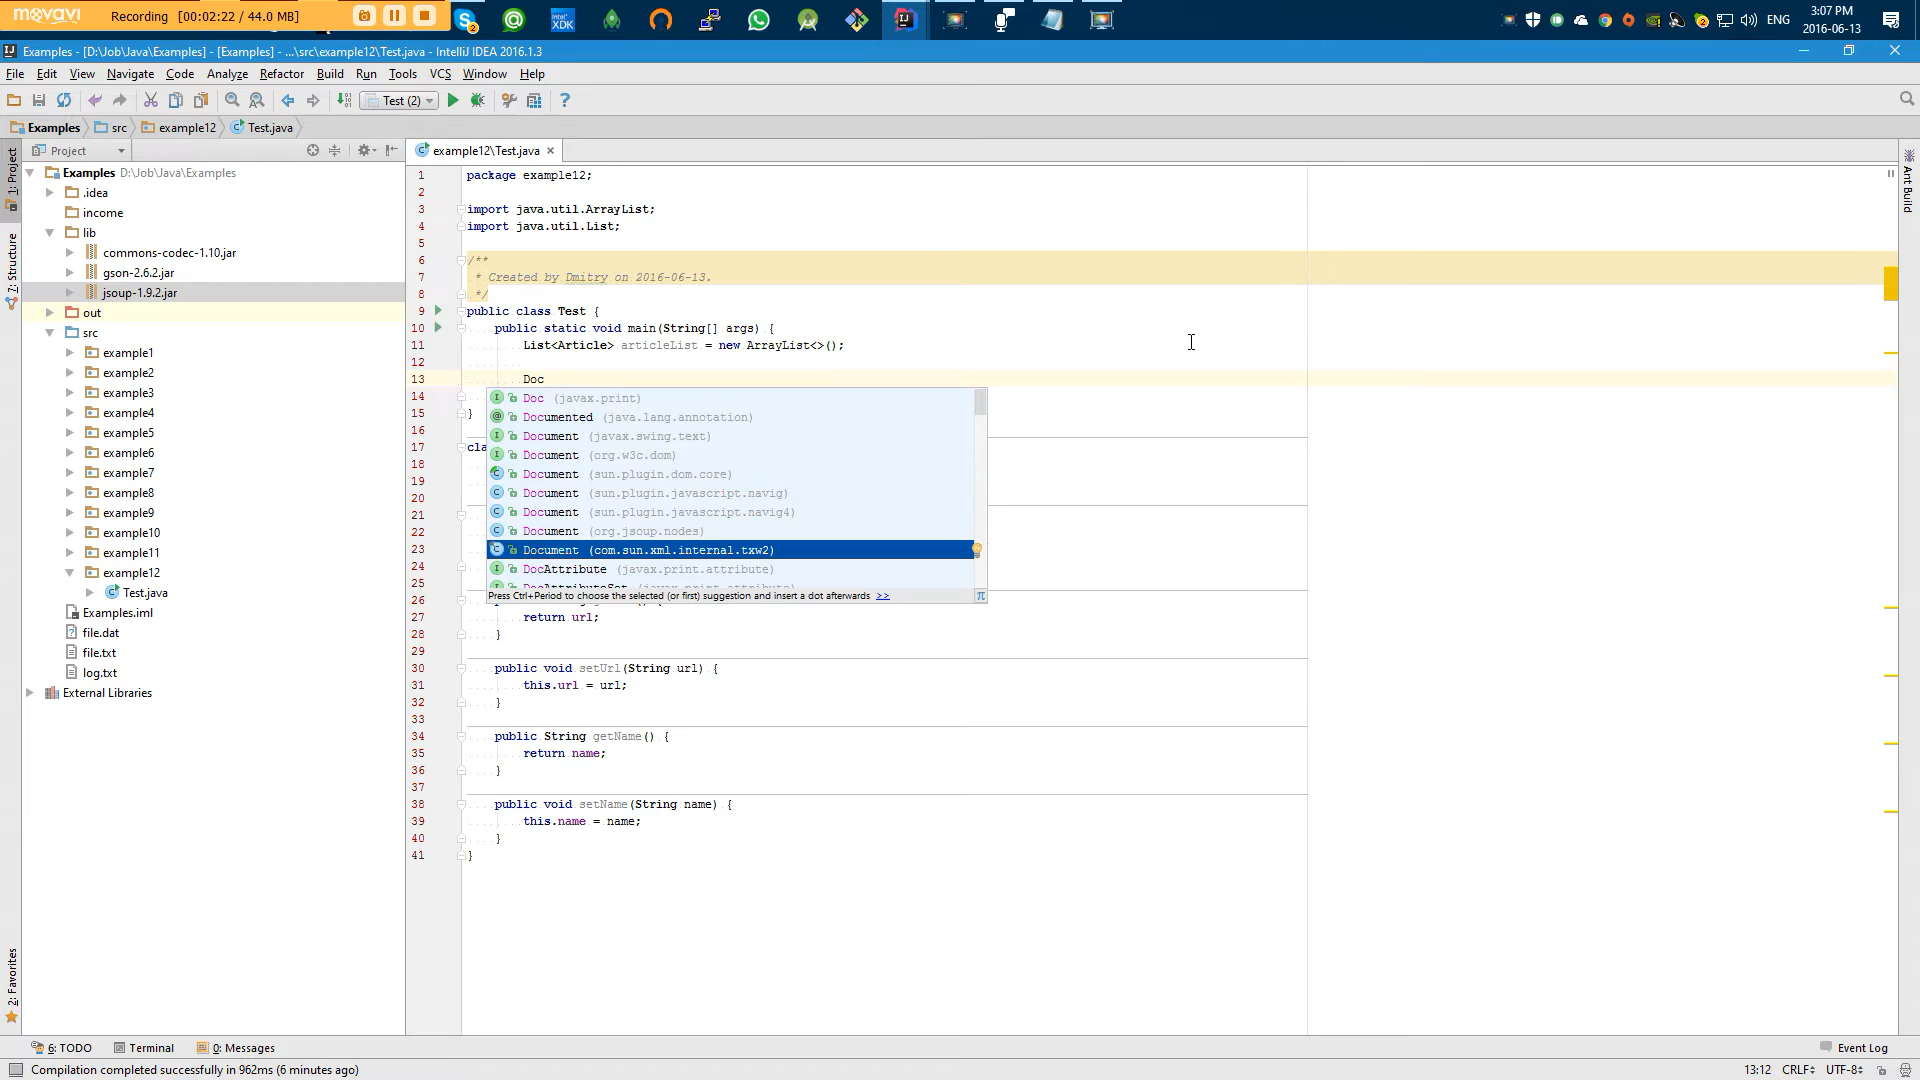 movavi
Recording [00:02:22 / 44.0 MB]
2
2
ENG
3:07 PM
2016-06-13
Examples - [D:\Job\Java\Examples] - [Examples] - ...\src\example12\Test.java - IntelliJ IDEA 2016.1.3
File Edit View Navigate Code Analyze Refactor Build Run Tools VCS Window Help
Test (2)
Examples src example12 Test.java
Project
example12\Test.java
1: Project
7: Structure
2: Favorites
Ant Build
Examples D:\Job\Java\Examples
.idea
income
lib
commons-codec-1.10.jar
gson-2.6.2.jar
jsoup-1.9.2.jar
out
src
example1
example2
example3
example4
example5
example6
example7
example8
example9
example10
example11
example12
Test.java
Examples.iml
file.dat
file.txt
log.txt
External Libraries
1 package example12;
2
3 import java.util.ArrayList;
4 import java.util.List;
5
6 /**
7 * Created by Dmitry on 2016-06-13.
8 */
9 public class Test {
10 public static void main(String[] args) {
11 List<Article> articleList = new ArrayList<>();
12
13 Doc
14
15 }
16
17 cla
18
19
20
21
22
23
24
25
26
Doc (javax.print)
Documented (java.lang.annotation)
Document (javax.swing.text)
Document (org.w3c.dom)
Document (sun.plugin.dom.core)
Document (sun.plugin.javascript.navig)
Document (sun.plugin.javascript.navig4)
Document (org.jsoup.nodes)
Document (com.sun.xml.internal.txw2)
DocAttribute (javax.print.attribute)
DocAttributeSet (javax.print.attribute)
Press Ctrl+Period to choose the selected (or first) suggestion and insert a dot afterwards >>
27 return url;
28 }
29
30 public void setUrl(String url) {
31 this.url = url;
32 }
33
34 public String getName() {
35 return name;
36 }
37
38 public void setName(String name) {
39 this.name = name;
40 }
41 }
6: TODO Terminal 0: Messages
Event Log
Compilation completed successfully in 962ms (6 minutes ago)
13:12 CRLF UTF-8